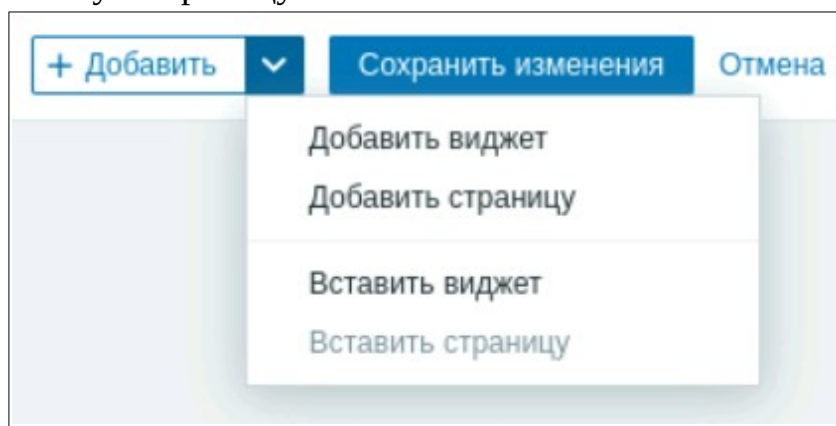 + Добавить Сохранить изменения Отмена
Добавить виджет
Добавить страницу
Вставить виджет
Вставить страницу